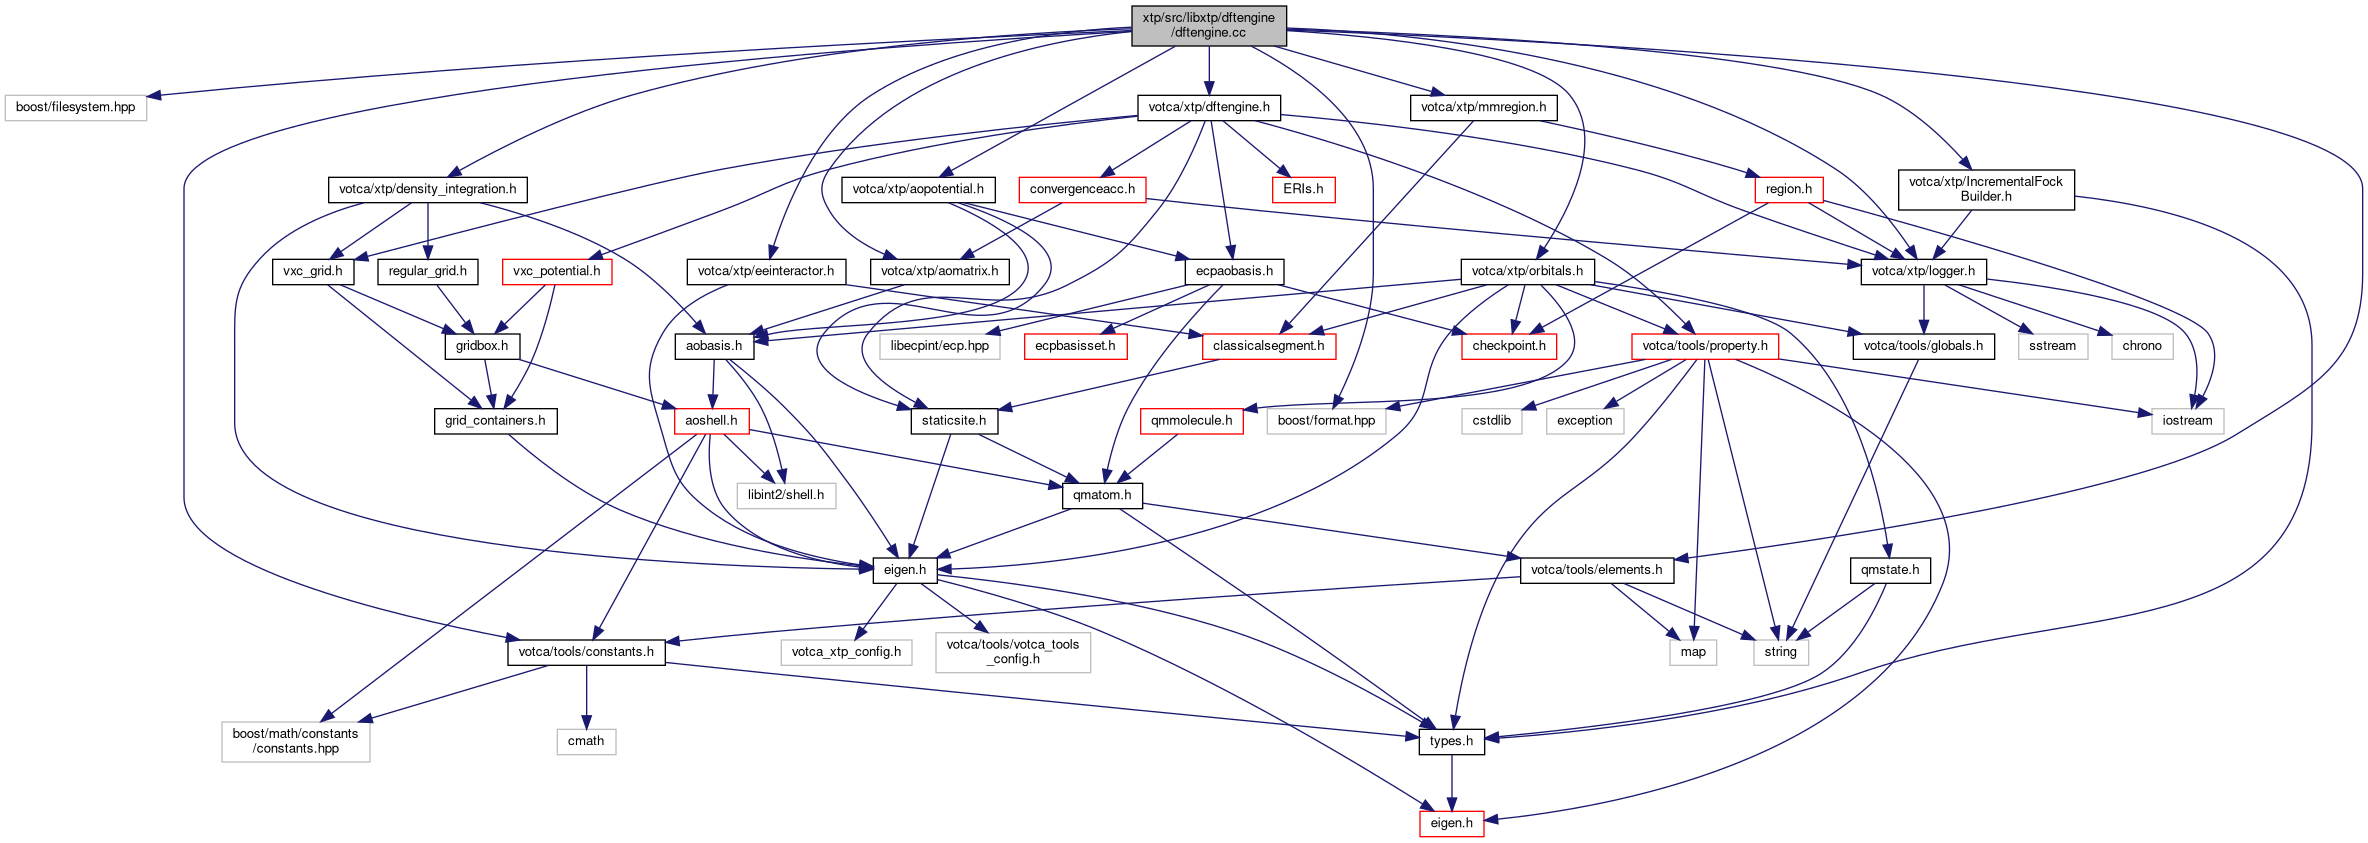 xtp/src/libxtp/dftengine
/dftengine.cc
boost/filesystem.hpp
votca/xtp/dftengine.h
votca/xtp/mmregion.h
votca/xtp/density_integration.h
votca/xtp/aopotential.h
convergenceacc.h
ERIs.h
region.h
votca/xtp/IncrementalFock
Builder.h
vxc_grid.h
regular_grid.h
vxc_potential.h
votca/xtp/eeinteractor.h
votca/xtp/aomatrix.h
ecpaobasis.h
votca/xtp/orbitals.h
votca/xtp/logger.h
gridbox.h
aobasis.h
libecpint/ecp.hpp
ecpbasisset.h
classicalsegment.h
checkpoint.h
votca/tools/property.h
votca/tools/globals.h
sstream
chrono
grid_containers.h
aoshell.h
staticsite.h
qmmolecule.h
boost/format.hpp
cstdlib
exception
iostream
libint2/shell.h
qmatom.h
eigen.h
votca/tools/elements.h
qmstate.h
votca/tools/constants.h
votca_xtp_config.h
votca/tools/votca_tools
_config.h
map
string
boost/math/constants
/constants.hpp
cmath
types.h
eigen.h